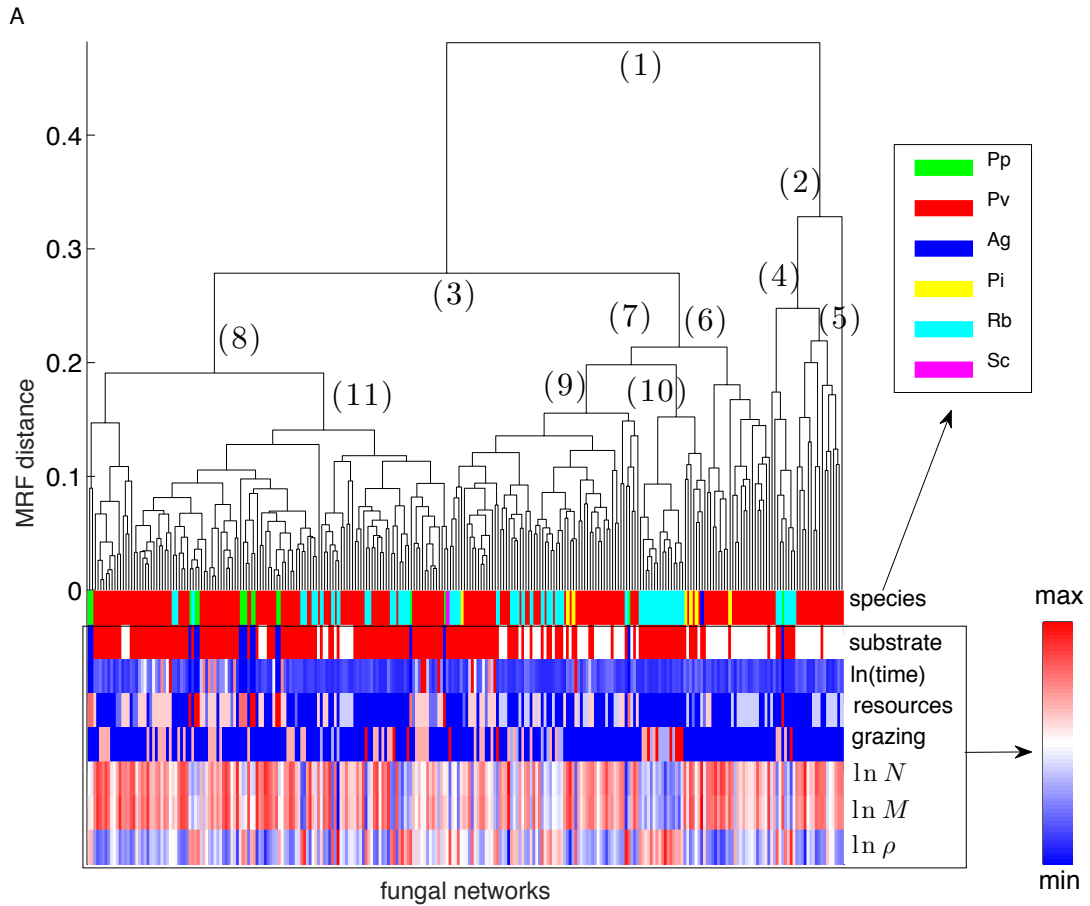 A
(1)
0.4
Pp
(2)
Pv
Ag
0.3
(4)
Pi
(3)
(7)
(5)
(6)
Rb
(8)
Sc
0.2
(9)
(10)
(11)
MRF distance
0.1
0
species
max
substrate
ln(time)
resources
grazing
ln N
ln M
ln ρ
min
fungal networks